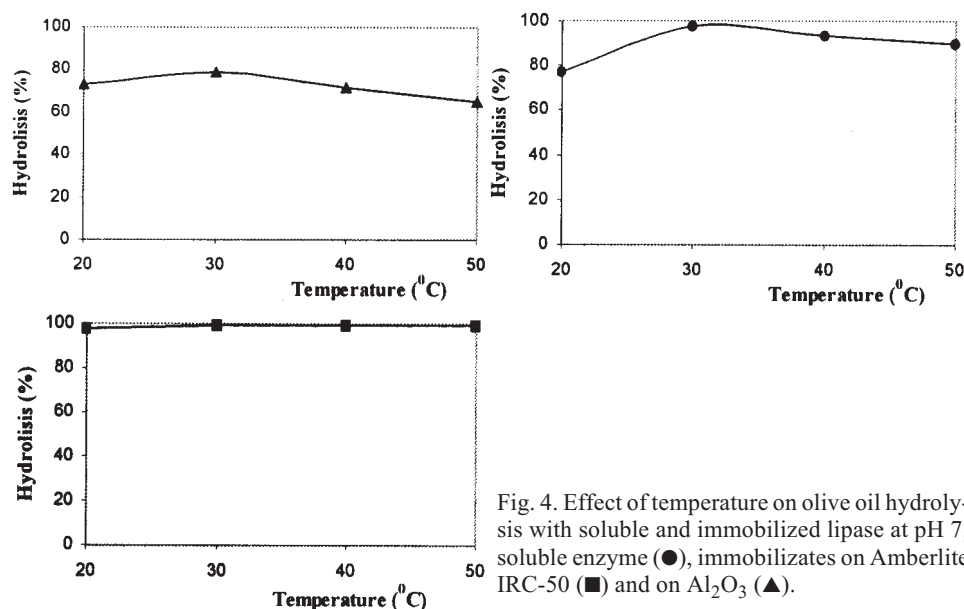 100
80
60
40
20
0
Hydrolisis (%)
20 30 40 50
Temperature (⁰C)
100
80
60
40
20
0
Hydrolisis (%)
20 30 40 50
Temperature (⁰C)
100
80
60
40
20
0
Hydrolisis (%)
20 30 40 50
Temperature (⁰C)
Fig. 4. Effect of temperature on olive oil hydroly-
sis with soluble and immobilized lipase at pH 7:
soluble enzyme (●), immobilizates on Amberlite
IRC-50 (■) and on Al₂O₃ (▲).